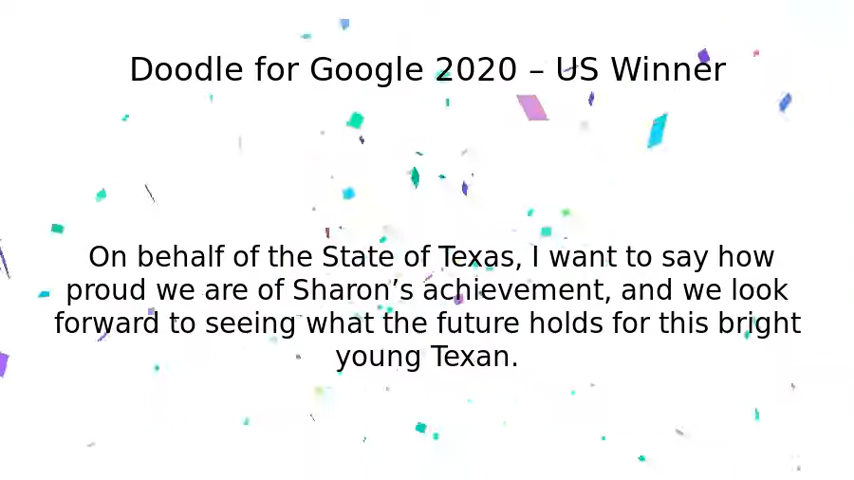 Doodle for Google 2020 – US Winner
On behalf of the State of Texas, I want to say how
proud we are of Sharon’s achievement, and we look
forward to seeing what the future holds for this bright
young Texan.